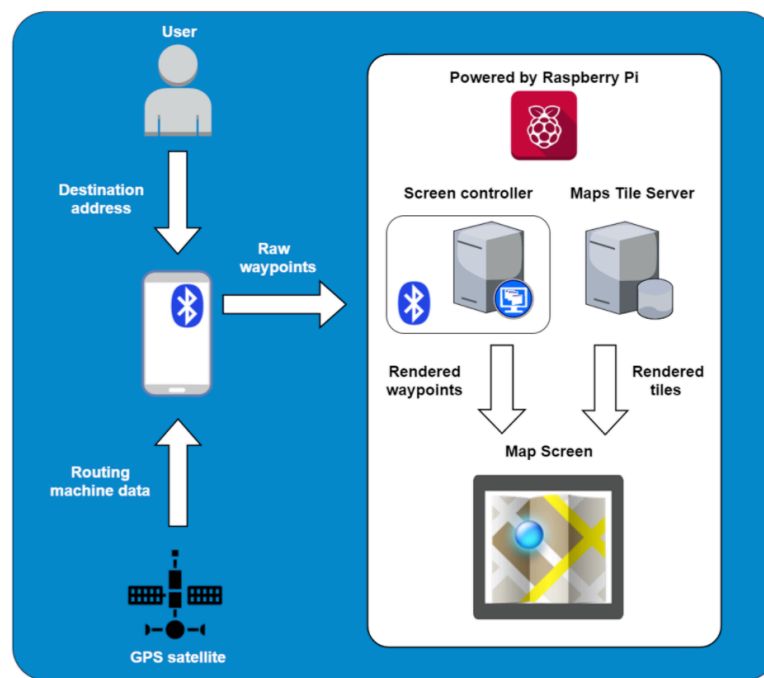 User
Destination
address
Raw
waypoints
Routing
machine data
GPS satellite
Powered by Raspberry Pi
Screen controller
Maps Tile Server
Rendered
waypoints
Rendered
tiles
Map Screen